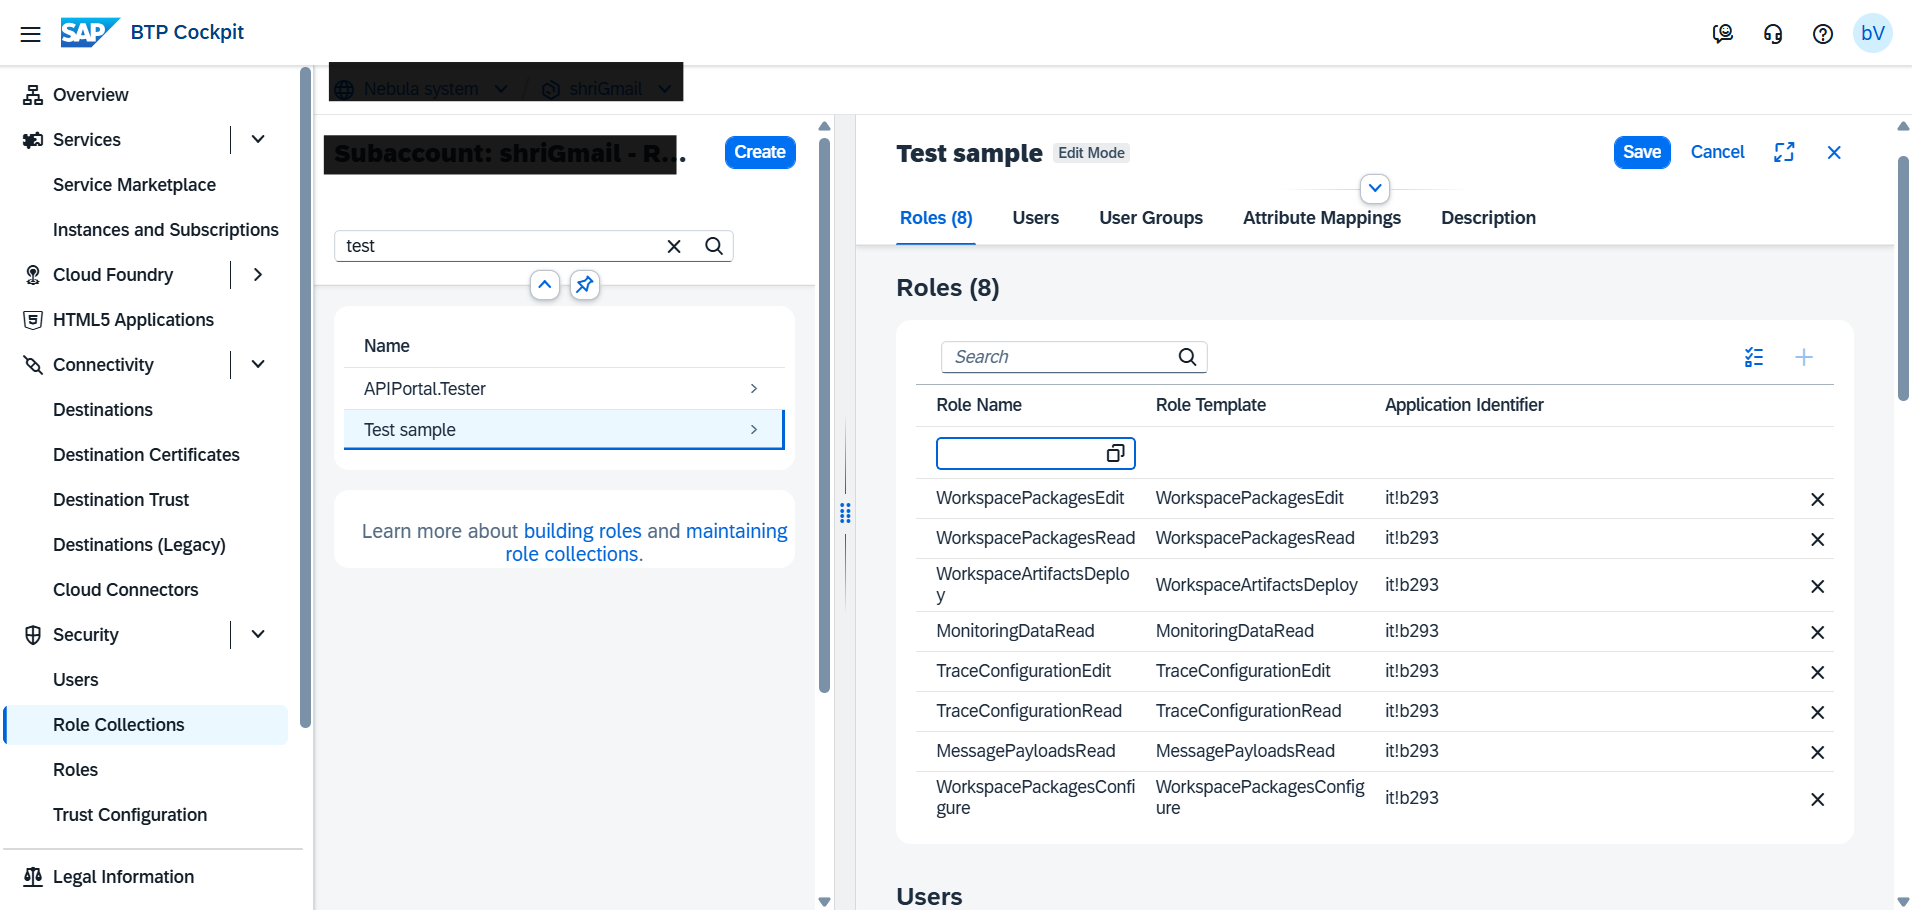 SAP BTP Cockpit
bV
Overview
Services
Service Marketplace
Instances and Subscriptions
Cloud Foundry
HTML5 Applications
Connectivity
Destinations
Destination Certificates
Destination Trust
Destinations (Legacy)
Cloud Connectors
Security
Users
Role Collections
Roles
Trust Configuration
Legal Information
Nebula system / shriGmail
Subaccount: shriGmail - R...
Create
test
Name
APIPortal.Tester
Test sample
Learn more about building roles and maintaining
role collections.
Test sample Edit Mode
Save Cancel
Roles (8) Users User Groups Attribute Mappings Description
Roles (8)
Search
Role Name Role Template Application Identifier
WorkspacePackagesEdit WorkspacePackagesEdit it!b293
WorkspacePackagesRead WorkspacePackagesRead it!b293
WorkspaceArtifactsDeplo
y WorkspaceArtifactsDeploy it!b293
MonitoringDataRead MonitoringDataRead it!b293
TraceConfigurationEdit TraceConfigurationEdit it!b293
TraceConfigurationRead TraceConfigurationRead it!b293
MessagePayloadsRead MessagePayloadsRead it!b293
WorkspacePackagesConfi WorkspacePackagesConfig it!b293
gure ure
Users